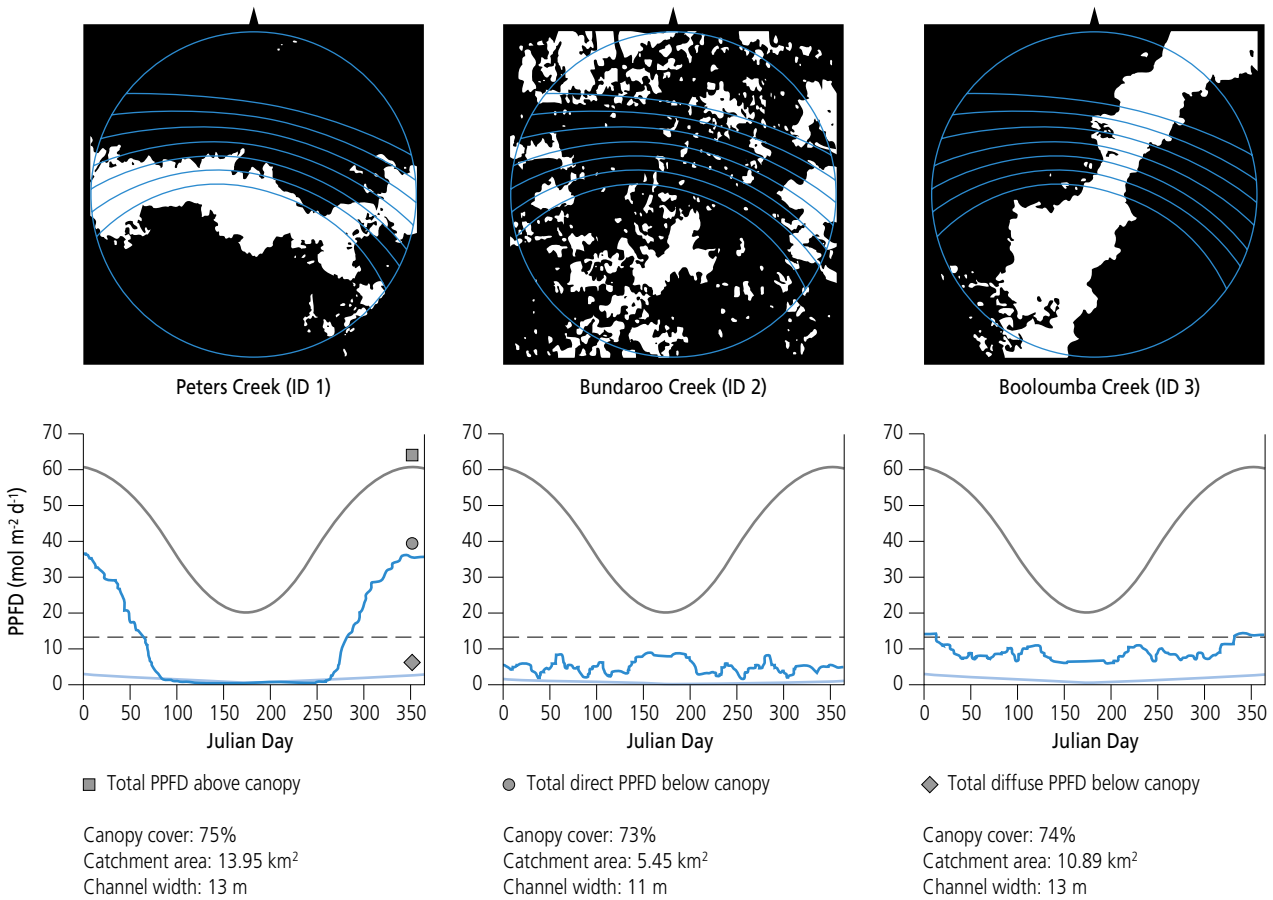 Peters Creek (ID 1)
Bundaroo Creek (ID 2)
Booloumba Creek (ID 3)
PPFD (mol m-2 d-1)
70
60
50
40
30
20
10
0
0 50 100 150 200 250 300 350
Julian Day
70
60
50
40
30
20
10
0
0 50 100 150 200 250 300 350
Julian Day
70
60
50
40
30
20
10
0
0 50 100 150 200 250 300 350
Julian Day
Total PPFD above canopy
Total direct PPFD below canopy
Total diffuse PPFD below canopy
Canopy cover: 75%
Catchment area: 13.95 km2
Channel width: 13 m
Canopy cover: 73%
Catchment area: 5.45 km2
Channel width: 11 m
Canopy cover: 74%
Catchment area: 10.89 km2
Channel width: 13 m